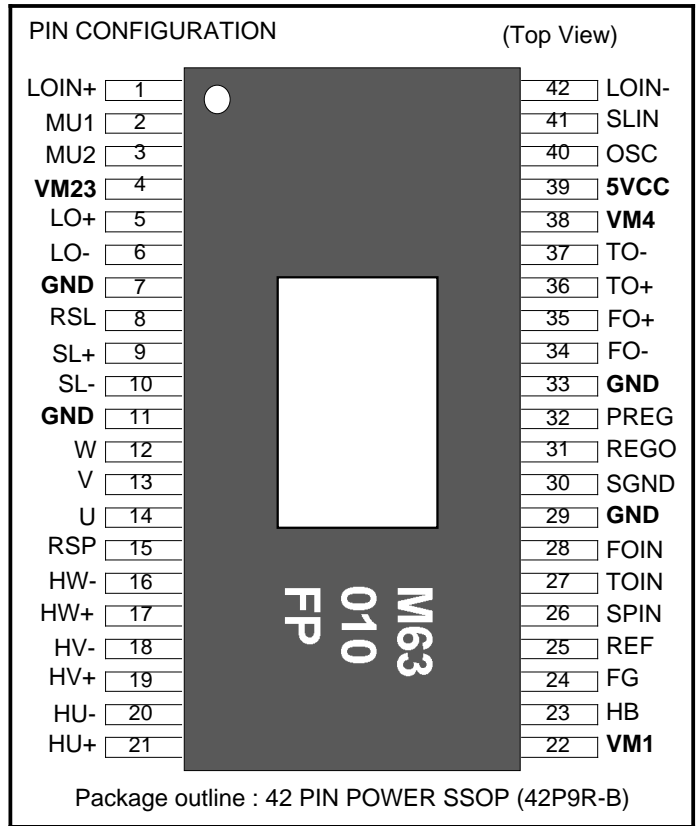 PIN CONFIGURATION (Top View)
LOIN+ 1 42 LOIN-
MU1 2 41 SLIN
MU2 3 40 OSC
VM23 4 39 5VCC
LO+ 5 38 VM4
LO- 6 37 TO-
GND 7 36 TO+
RSL 8 35 FO+
SL+ 9 34 FO-
SL- 10 33 GND
GND 11 32 PREG
W 12 31 REGO
V 13 30 SGND
U 14 29 GND
RSP 15 28 FOIN
HW- 16 27 TOIN
HW+ 17 26 SPIN
HV- 18 25 REF
HV+ 19 24 FG
HU- 20 23 HB
HU+ 21 22 VM1
M63
010
FP
Package outline : 42 PIN POWER SSOP (42P9R-B)